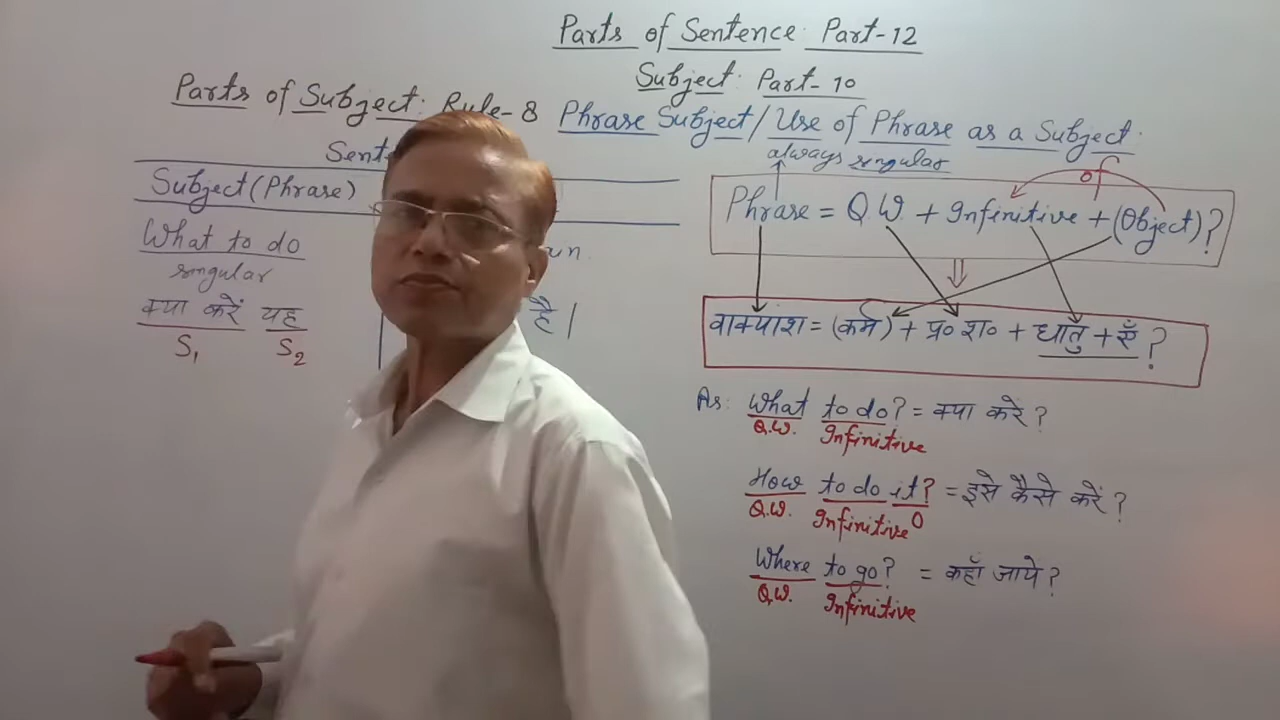 Parts of Sentence: Part-12
Subject: Part-10
Parts of Subject: Rule-8 Phrase Subject/Use of Phrase as a Subject:
always singular
Subject (Phrase)
What to do
singular
क्या करें यह
S1 S2
है।
of
Phrase = Q.W. + Infinitive + (Object)?
वाक्यांश = (कर्म) + प्र० श० + धातु + एँ ?
As: What to do? = क्या करें ?
Q.W. Infinitive
How to do it? = इसे कैसे करें ?
Q.W. Infinitive O
Where to go? = कहाँ जायें ?
Q.W. Infinitive